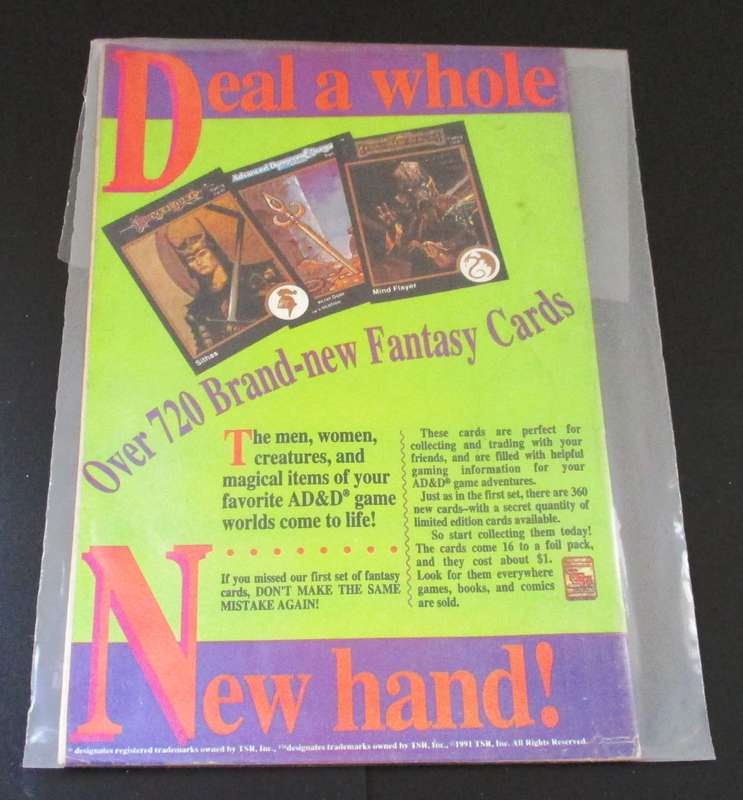 Deal a whole
Advanced Dungeons & Dragons
Sithas
Mind Flayer
Over 720 Brand-new Fantasy Cards
The men, women,
creatures, and
magical items of your
favorite AD&D® game
worlds come to life!
If you missed our first set of fantasy
cards, DON'T MAKE THE SAME
MISTAKE AGAIN!
These cards are perfect for
collecting and trading with your
friends, and are filled with helpful
gaming information for your
AD&D® game adventures.
Just as in the first set, there are 360
new cards–with a secret quantity of
limited edition cards available.
So start collecting them today!
The cards come 16 to a foil pack,
and they cost about $1.
Look for them everywhere
games, books, and comics
are sold.
New hand!
® designates registered trademarks owned by TSR, Inc., ™designates trademarks owned by TSR, Inc., ©1991 TSR, Inc. All Rights Reserved.